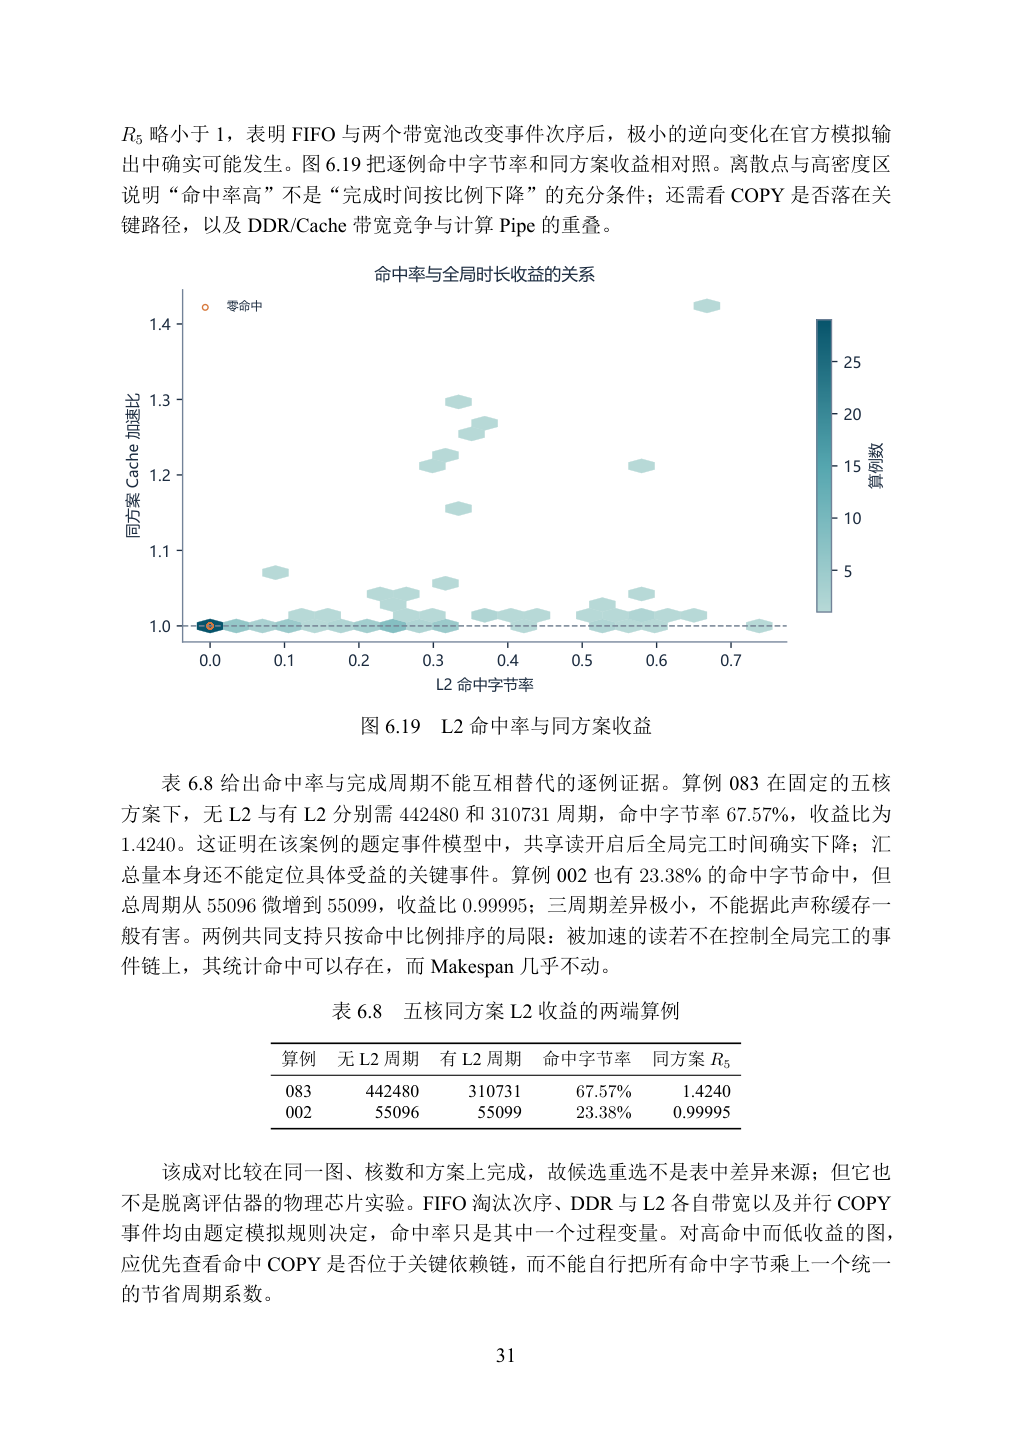 R₅ 略小于 1，表明 FIFO 与两个带宽池改变事件次序后，极小的逆向变化在官方模拟输
出中确实可能发生。图 6.19 把逐例命中字节率和同方案收益相对照。离散点与高密度区
说明“命中率高”不是“完成时间按比例下降”的充分条件；还需看 COPY 是否落在关
键路径，以及 DDR/Cache 带宽竞争与计算 Pipe 的重叠。
命中率与全局时长收益的关系
零命中
同方案 Cache 加速比
1.4
1.3
1.2
1.1
1.0
0.0 0.1 0.2 0.3 0.4 0.5 0.6 0.7
L2 命中字节率
25
20
15
10
5
算例数
图 6.19 L2 命中率与同方案收益
表 6.8 给出命中率与完成周期不能互相替代的逐例证据。算例 083 在固定的五核
方案下，无 L2 与有 L2 分别需 442480 和 310731 周期，命中字节率 67.57%，收益比为
1.4240。这证明在该案例的题定事件模型中，共享读开启后全局完工时间确实下降；汇
总量本身还不能定位具体受益的关键事件。算例 002 也有 23.38% 的命中字节命中，但
总周期从 55096 微增到 55099，收益比 0.99995；三周期差异极小，不能据此声称缓存一
般有害。两例共同支持只按命中比例排序的局限：被加速的读若不在控制全局完工的事
件链上，其统计命中可以存在，而 Makespan 几乎不动。
表 6.8 五核同方案 L2 收益的两端算例
算例 无 L2 周期 有 L2 周期 命中字节率 同方案 R₅
083 442480 310731 67.57% 1.4240
002 55096 55099 23.38% 0.99995
该成对比较在同一图、核数和方案上完成，故候选重选不是表中差异来源；但它也
不是脱离评估器的物理芯片实验。FIFO 淘汰次序、DDR 与 L2 各自带宽以及并行 COPY
事件均由题定模拟规则决定，命中率只是其中一个过程变量。对高命中而低收益的图，
应优先查看命中 COPY 是否位于关键依赖链，而不能自行把所有命中字节乘上一个统一
的节省周期系数。
31